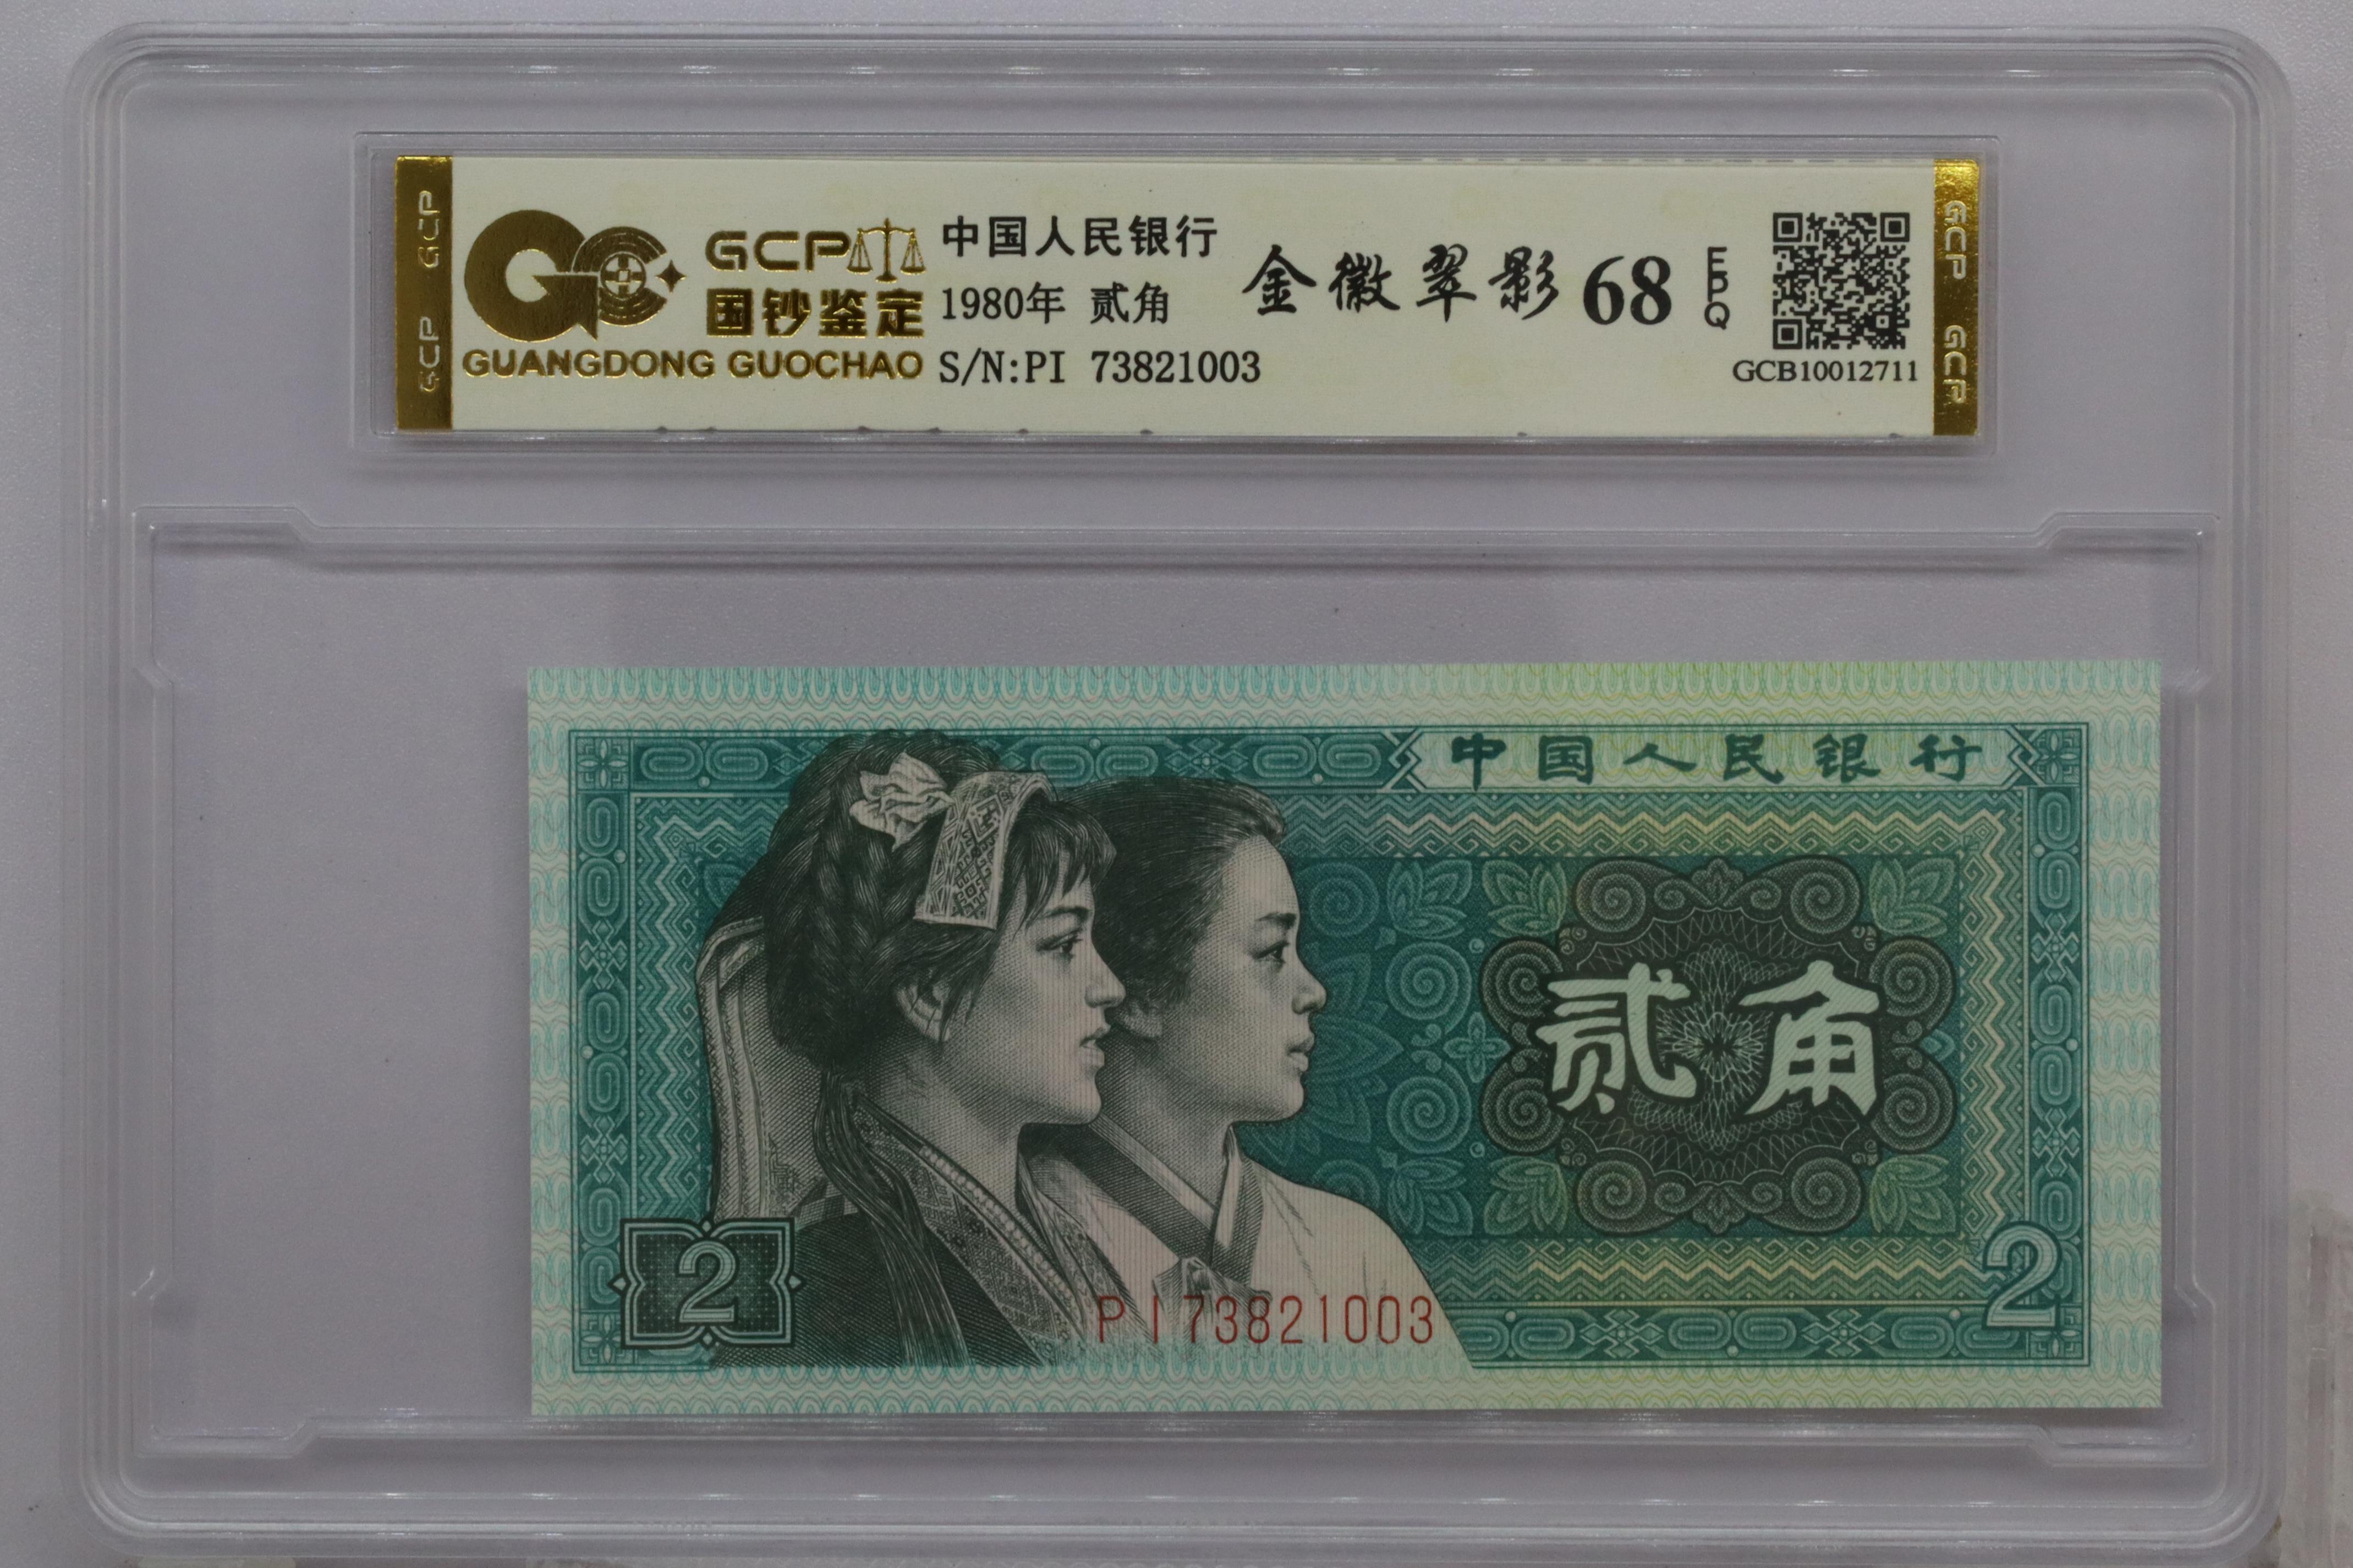 GCP GCP
GCP
国钞鉴定
GUANGDONG GUOCHAO
中国人民银行
1980年 贰角
S/N:PI 73821003
金徽翠影 68 EPQ
GCB10012711
GCP GCP
中国人民银行
贰角
2
PI73821003
2